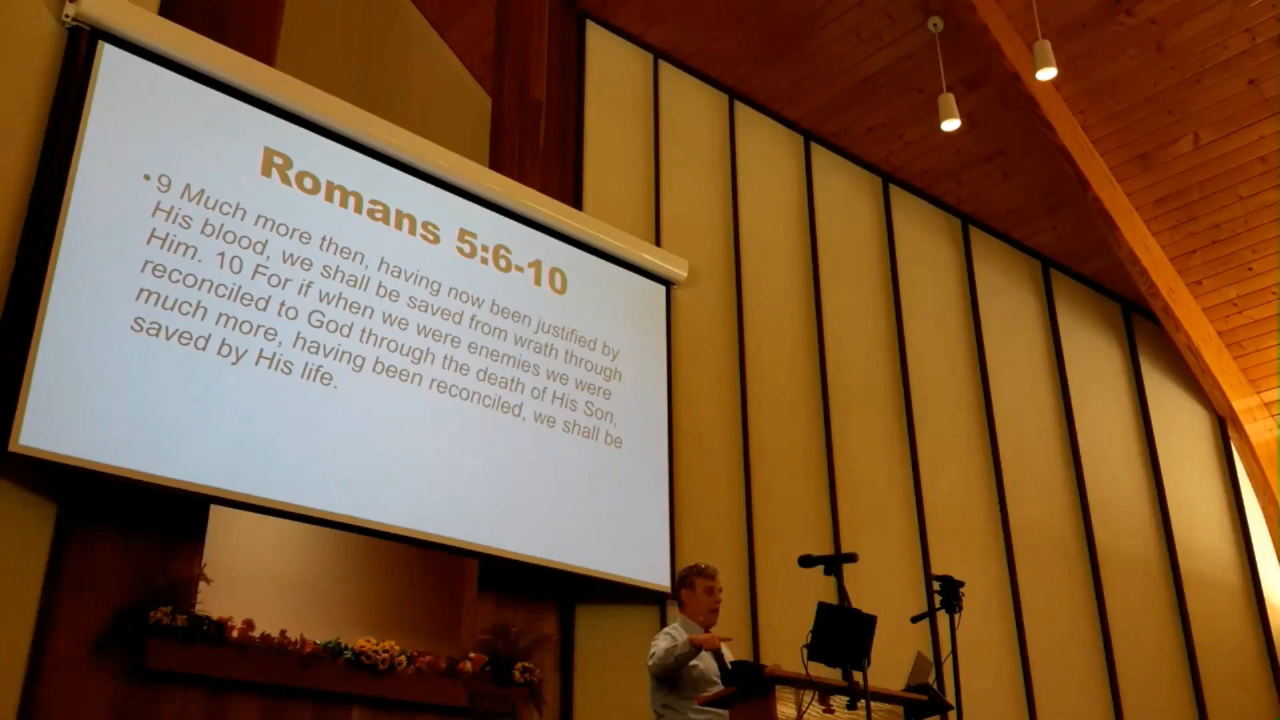 Romans 5:6-10
•9 Much more then, having now been justified by
His blood, we shall be saved from wrath through
Him. 10 For if when we were enemies we were
reconciled to God through the death of His Son,
much more, having been reconciled, we shall be
saved by His life.